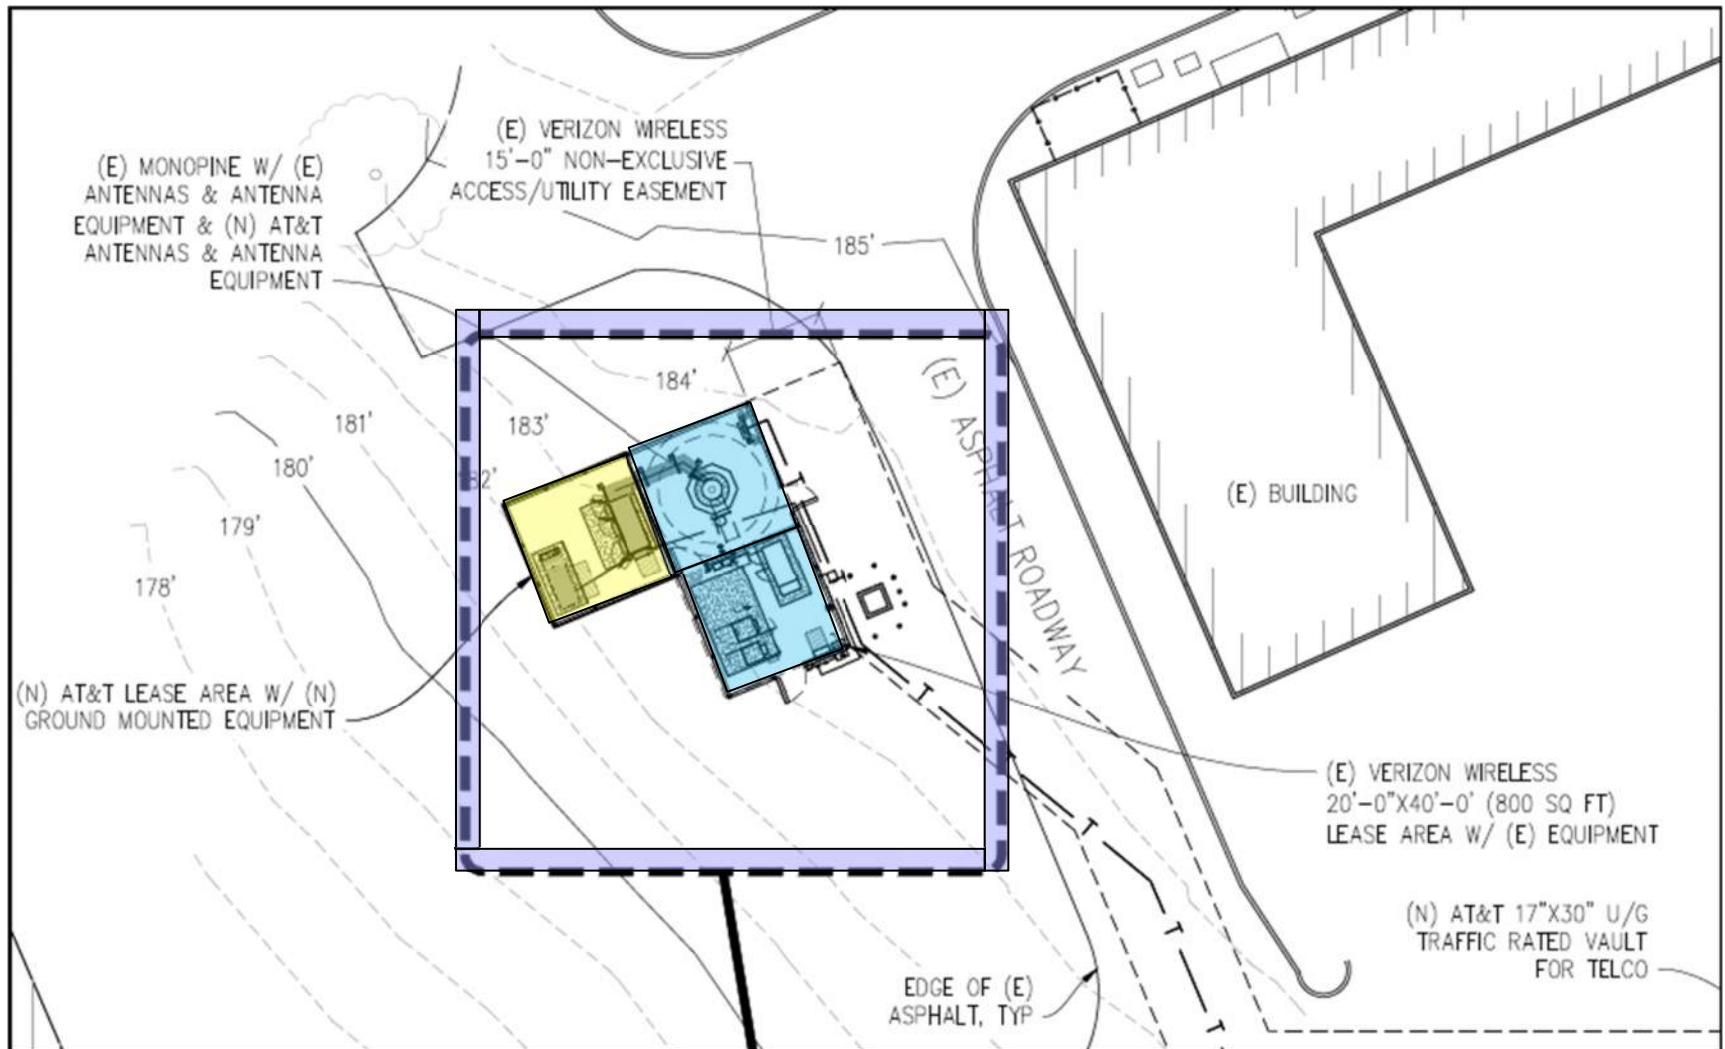 (E) VERIZON WIRELESS
15'-0" NON-EXCLUSIVE
ACCESS/UTILITY EASEMENT
(E) MONOPINE W/ (E)
ANTENNAS & ANTENNA
EQUIPMENT & (N) AT&T
ANTENNAS & ANTENNA
EQUIPMENT
185'
184'
183'
181'
180'
179'
178'
(E) ASPHALT ROADWAY
(E) BUILDING
(N) AT&T LEASE AREA W/ (N)
GROUND MOUNTED EQUIPMENT
T
T
T
T
T
(E) VERIZON WIRELESS
20'-0"X40'-0' (800 SQ FT)
LEASE AREA W/ (E) EQUIPMENT
(N) AT&T 17"X30" U/G
TRAFFIC RATED VAULT
FOR TELCO
EDGE OF (E)
ASPHALT, TYP